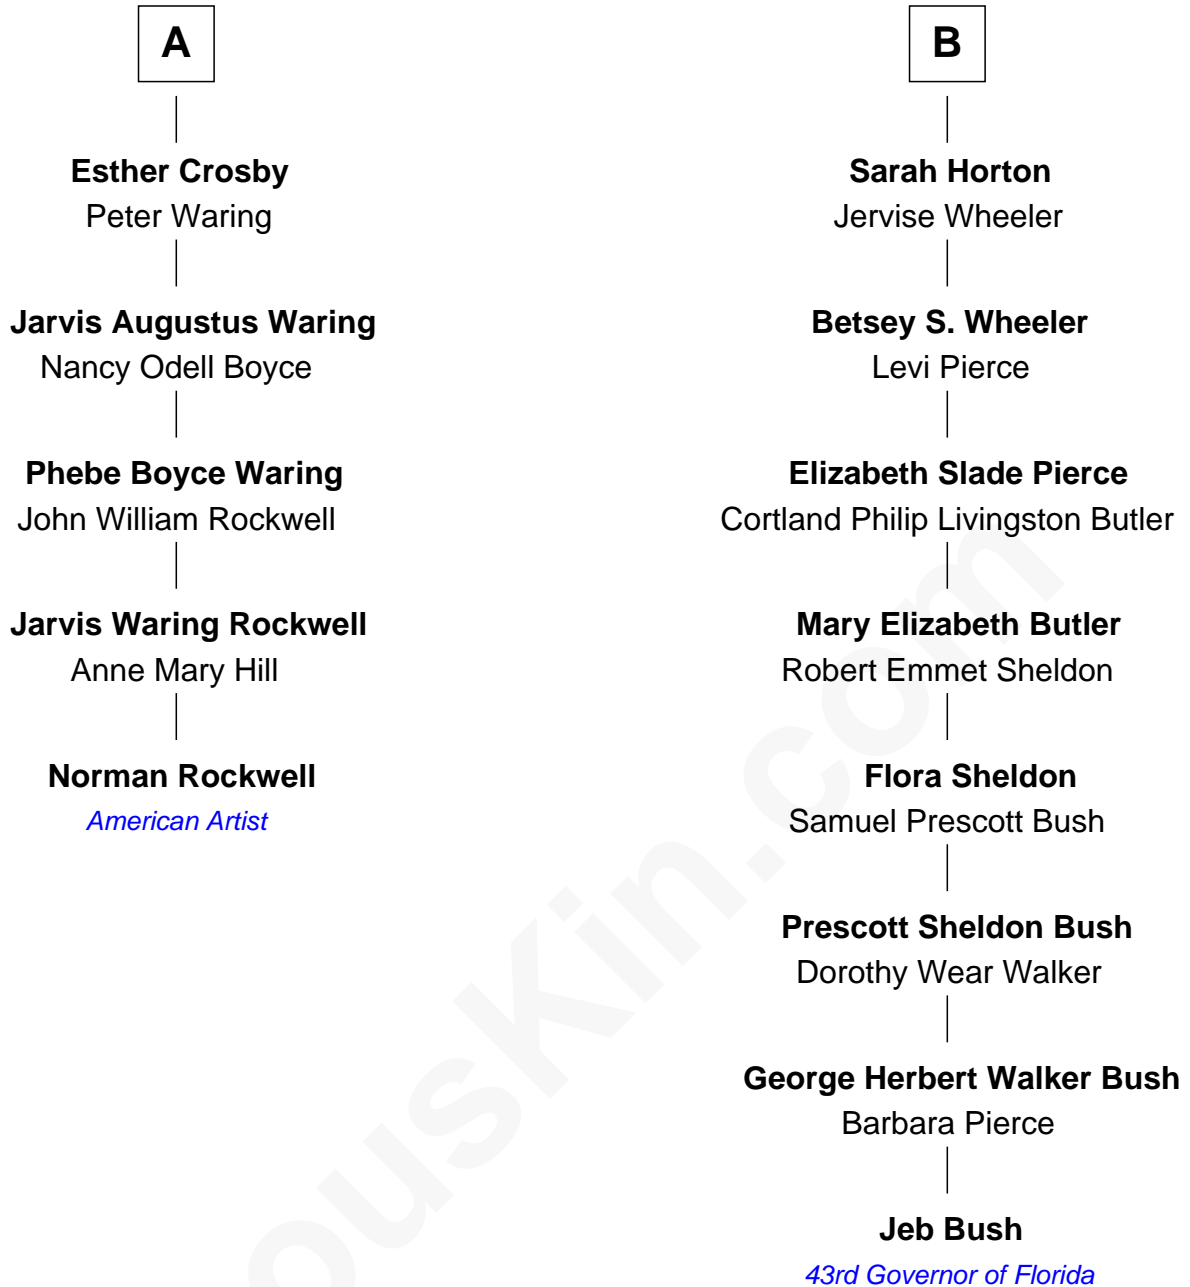 A
Esther Crosby
Peter Waring
Jarvis Augustus Waring
Nancy Odell Boyce
Phebe Boyce Waring
John William Rockwell
Jarvis Waring Rockwell
Anne Mary Hill
Norman Rockwell
American Artist
B
Sarah Horton
Jervise Wheeler
Betsey S. Wheeler
Levi Pierce
Elizabeth Slade Pierce
Cortland Philip Livingston Butler
Mary Elizabeth Butler
Robert Emmet Sheldon
Flora Sheldon
Samuel Prescott Bush
Prescott Sheldon Bush
Dorothy Wear Walker
George Herbert Walker Bush
Barbara Pierce
Jeb Bush
43rd Governor of Florida
ousKin.com